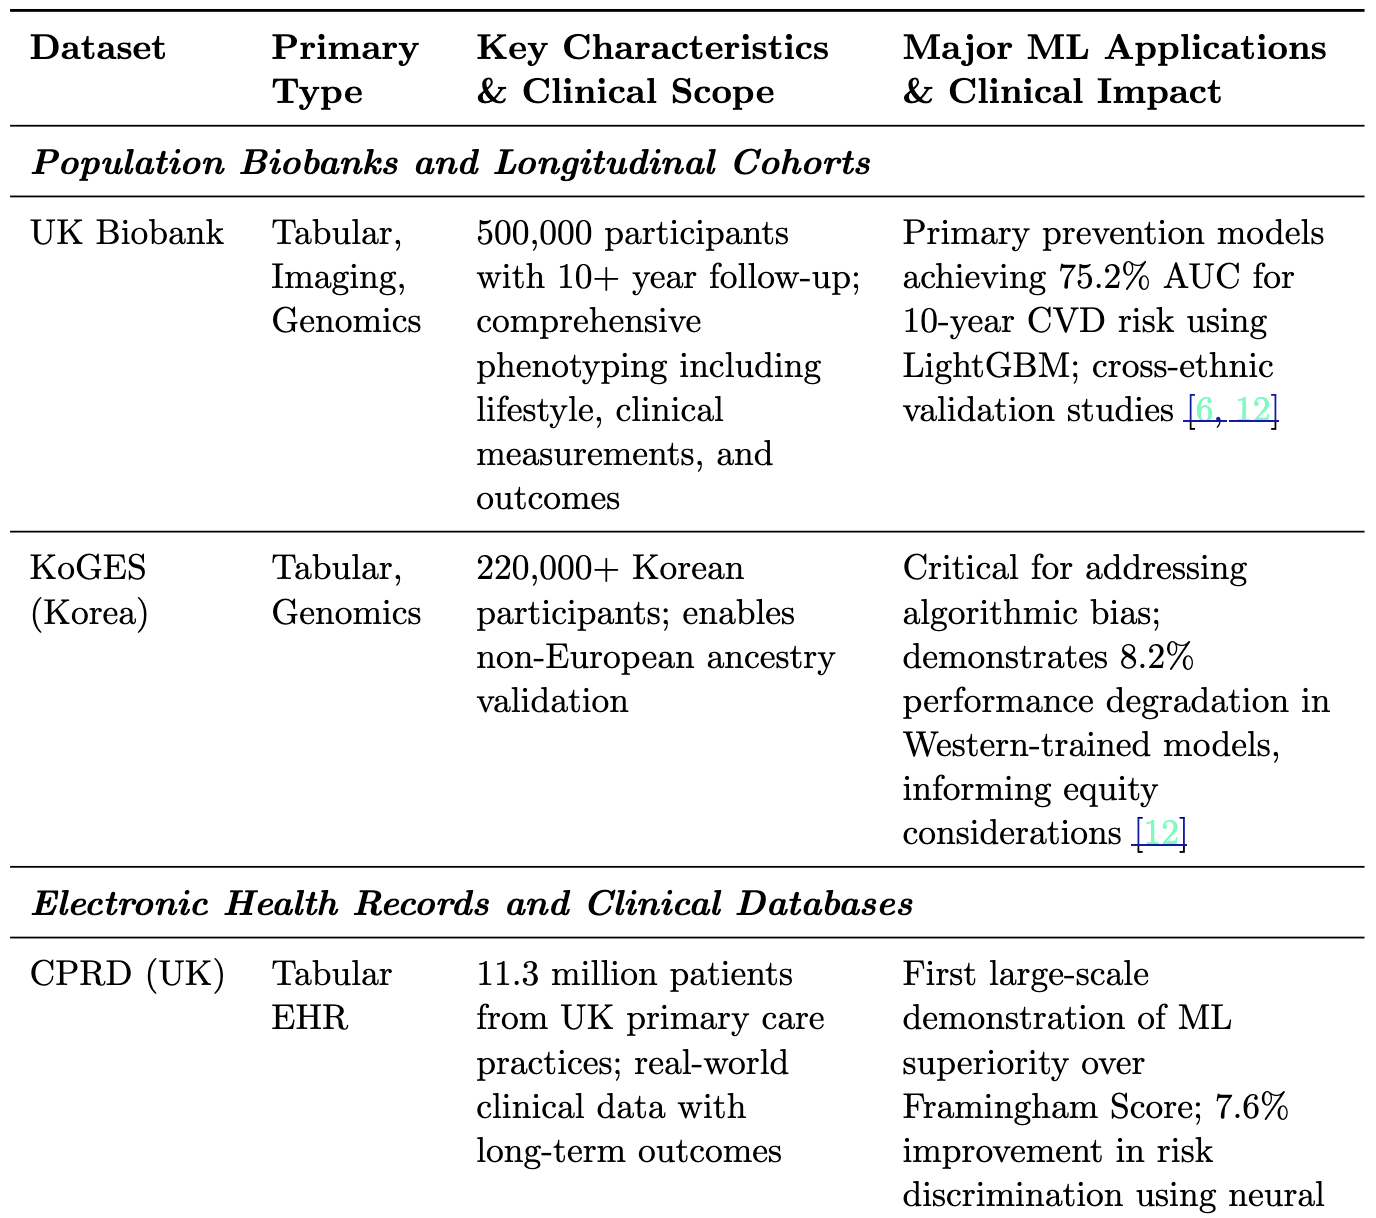 Dataset
Primary
Type
Key Characteristics
& Clinical Scope
Major ML Applications
& Clinical Impact
Population Biobanks and Longitudinal Cohorts
UK Biobank
Tabular,
Imaging,
Genomics
500,000 participants
with 10+ year follow-up;
comprehensive
phenotyping including
lifestyle, clinical
measurements, and
outcomes
Primary prevention models
achieving 75.2% AUC for
10-year CVD risk using
LightGBM; cross-ethnic
validation studies [6, 12]
KoGES
(Korea)
Tabular,
Genomics
220,000+ Korean
participants; enables
non-European ancestry
validation
Critical for addressing
algorithmic bias;
demonstrates 8.2%
performance degradation in
Western-trained models,
informing equity
considerations [12]
Electronic Health Records and Clinical Databases
CPRD (UK)
Tabular
EHR
11.3 million patients
from UK primary care
practices; real-world
clinical data with
long-term outcomes
First large-scale
demonstration of ML
superiority over
Framingham Score; 7.6%
improvement in risk
discrimination using neural